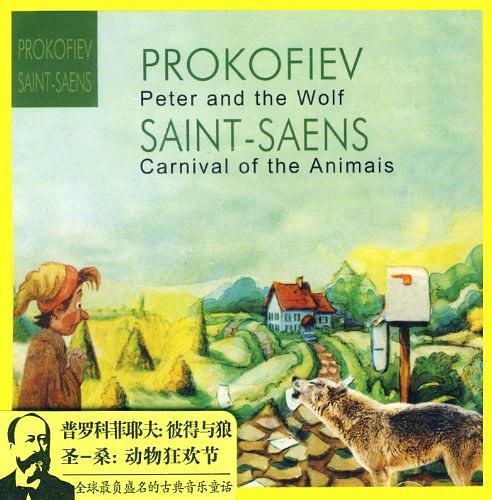 PROKOFIEV
SAINT-SAENS
PROKOFIEV
Peter and the Wolf
SAINT-SAENS
Carnival of the Animais
普罗科菲耶夫：彼得与狼
圣-桑：动物狂欢节
全球最负盛名的古典音乐童话